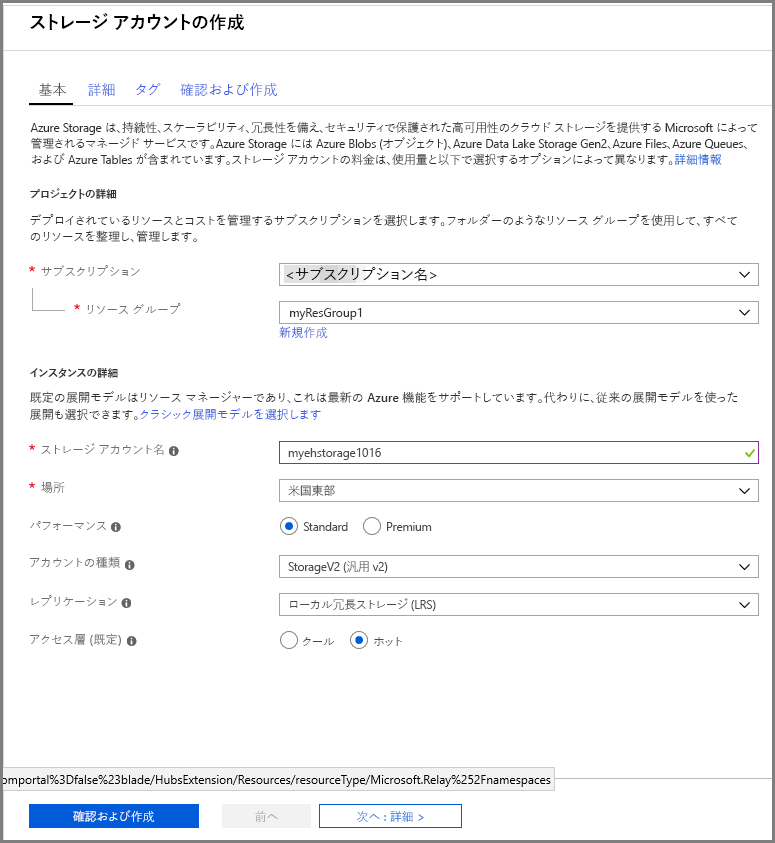 ストレージ アカウントの作成
基本 詳細 タグ 確認および作成
Azure Storage は、持続性、スケーラビリティ、冗長性を備え、セキュリティで保護された高可用性のクラウド ストレージを提供する Microsoft によって
管理されるマネージド サービスです。Azure Storage には Azure Blobs (オブジェクト)、Azure Data Lake Storage Gen2、Azure Files、Azure Queues、
および Azure Tables が含まれています。ストレージ アカウントの料金は、使用量と以下で選択するオプションによって異なります。詳細情報
プロジェクトの詳細
デプロイされているリソースとコストを管理するサブスクリプションを選択します。フォルダーのようなリソース グループを使用して、すべて
のリソースを整理し、管理します。
* サブスクリプション <サブスクリプション名>
* リソース グループ myResGroup1
新規作成
インスタンスの詳細
既定の展開モデルはリソース マネージャーであり、これは最新の Azure 機能をサポートしています。代わりに、従来の展開モデルを使った
展開も選択できます。クラシック展開モデルを選択します
* ストレージ アカウント名 myehstorage1016
* 場所 米国東部
パフォーマンス Standard Premium
アカウントの種類 StorageV2 (汎用 v2)
レプリケーション ローカル冗長ストレージ (LRS)
アクセス層 (既定) クール ホット
omportal%3Dfalse%23blade/HubsExtension/Resources/resourceType/Microsoft.Relay%252Fnamespaces
確認および作成 前へ 次へ : 詳細 >